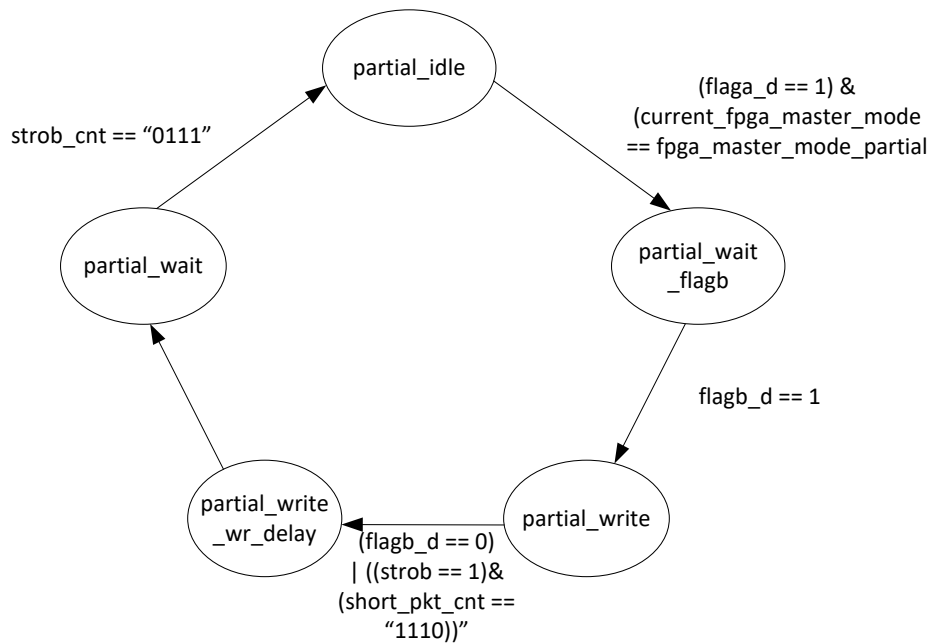 partial_idle
(flaga_d == 1) &
(current_fpga_master_mode
== fpga_master_mode_partial
strob_cnt == “0111”
partial_wait
partial_wait
_flagb
flagb_d == 1
partial_write
_wr_delay
partial_write
(flagb_d == 0)
| ((strob == 1)&
(short_pkt_cnt ==
“1110))”